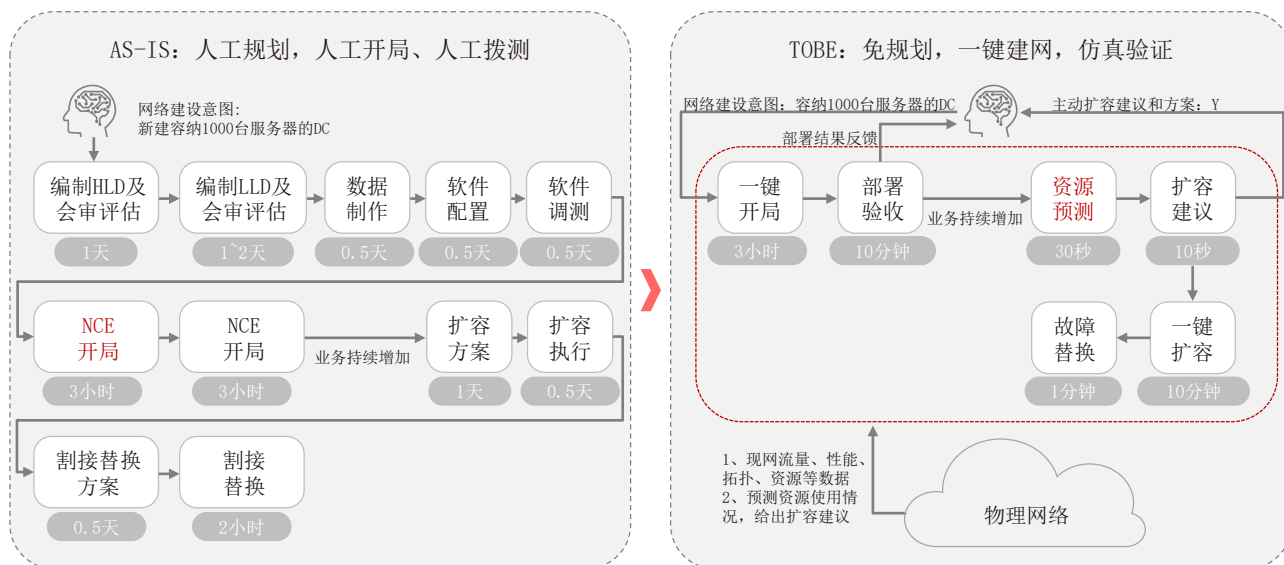 AS-IS：人工规划，人工开局、人工拨测
网络建设意图：
新建容纳1000台服务器的DC
编制HLD及
会审评估
1天
编制LLD及
会审评估
1~2天
数据
制作
0.5天
软件
配置
0.5天
软件
调测
0.5天
NCE
开局
3小时
NCE
开局
3小时
业务持续增加
扩容
方案
1天
扩容
执行
0.5天
割接替换
方案
0.5天
割接
替换
2小时
TOBE：免规划，一键建网，仿真验证
网络建设意图：容纳1000台服务器的DC
主动扩容建议和方案：Y
部署结果反馈
一键
开局
3小时
部署
验收
10分钟
业务持续增加
资源
预测
30秒
扩容
建议
10秒
故障
替换
1分钟
一键
扩容
10分钟
1、现网流量、性能、
拓扑、资源等数据
2、预测资源使用情
况，给出扩容建议
物理网络